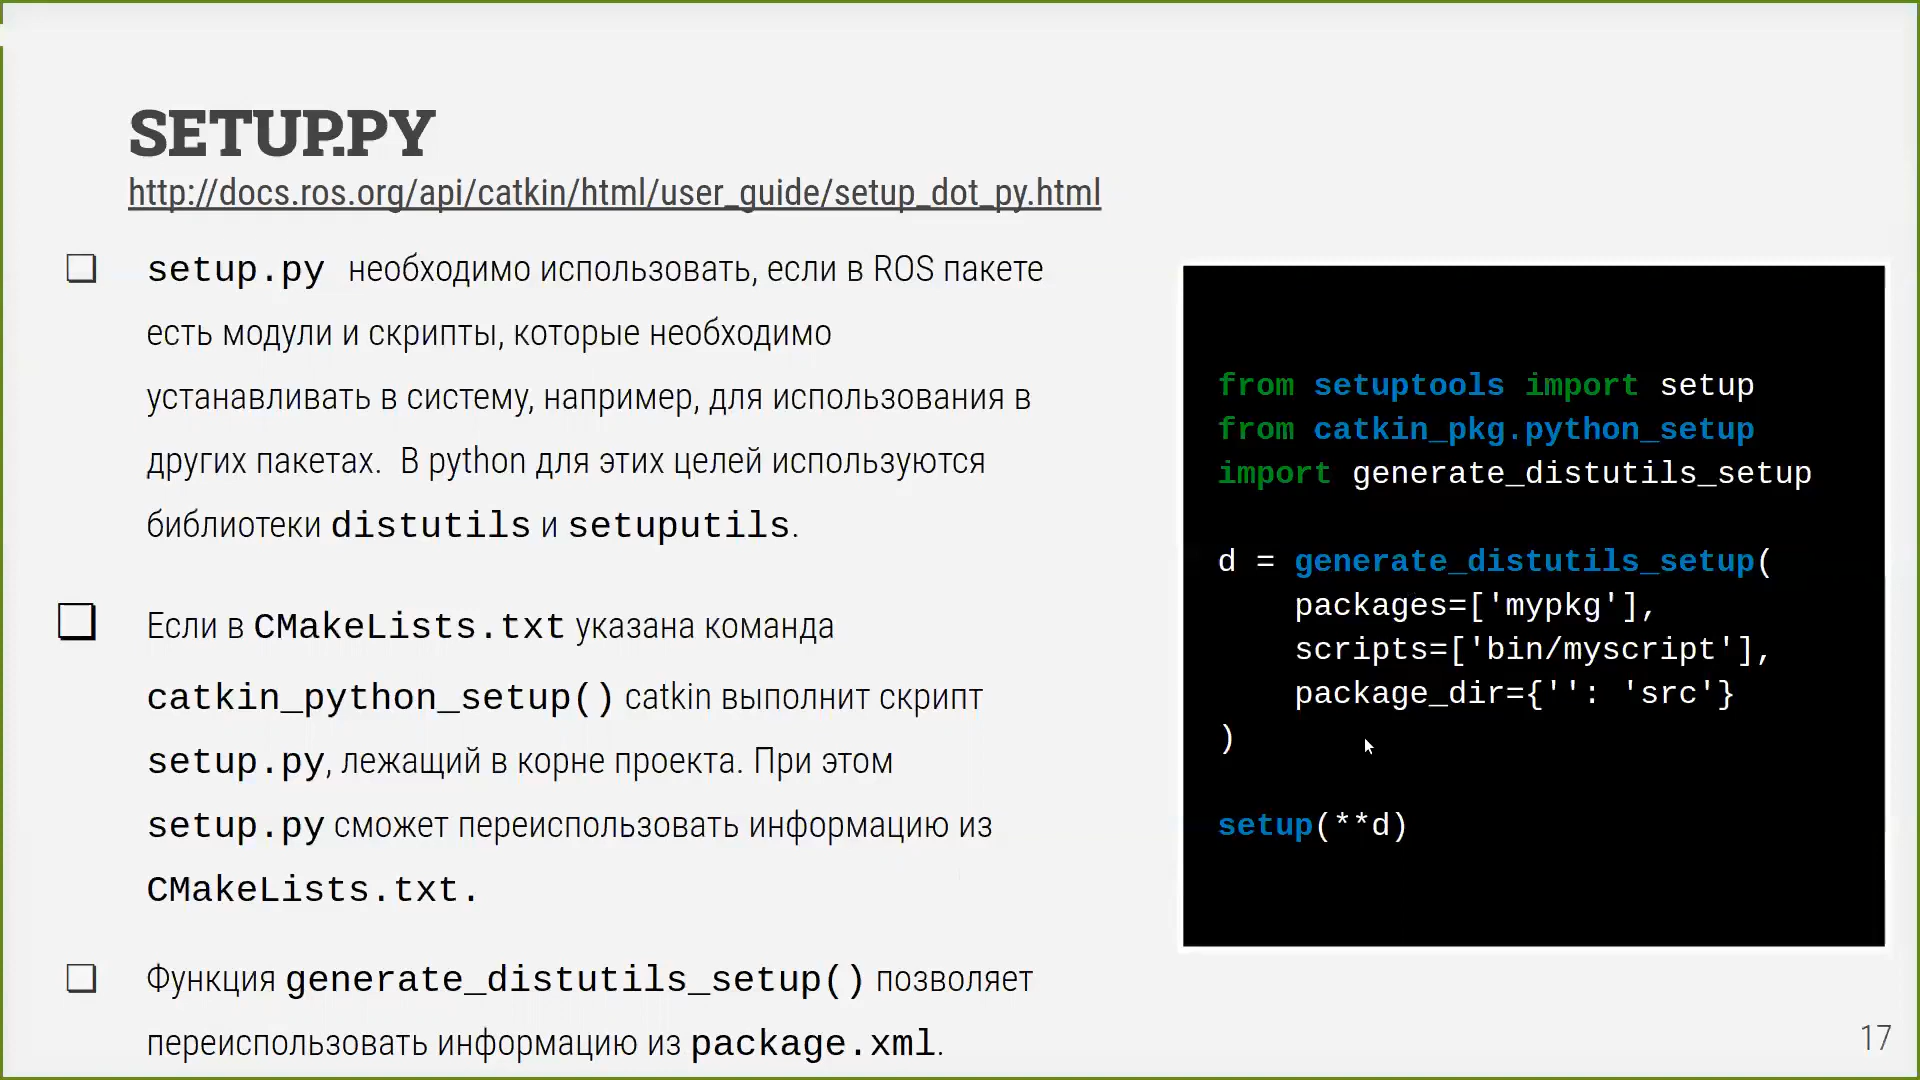 SETUP.PY
http://docs.ros.org/api/catkin/html/user_guide/setup_dot_py.html
❏ setup.py необходимо использовать, если в ROS пакете
есть модули и скрипты, которые необходимо
устанавливать в систему, например, для использования в
других пакетах. В python для этих целей используются
библиотеки distutils и setuputils.
❏ Если в CMakeLists.txt указана команда
catkin_python_setup() catkin выполнит скрипт
setup.py, лежащий в корне проекта. При этом
setup.py сможет переиспользовать информацию из
CMakeLists.txt.
❏ Функция generate_distutils_setup() позволяет
переиспользовать информацию из package.xml.
from setuptools import setup
from catkin_pkg.python_setup
import generate_distutils_setup
d = generate_distutils_setup(
    packages=['mypkg'],
    scripts=['bin/myscript'],
    package_dir={'': 'src'}
)
setup(**d)
17